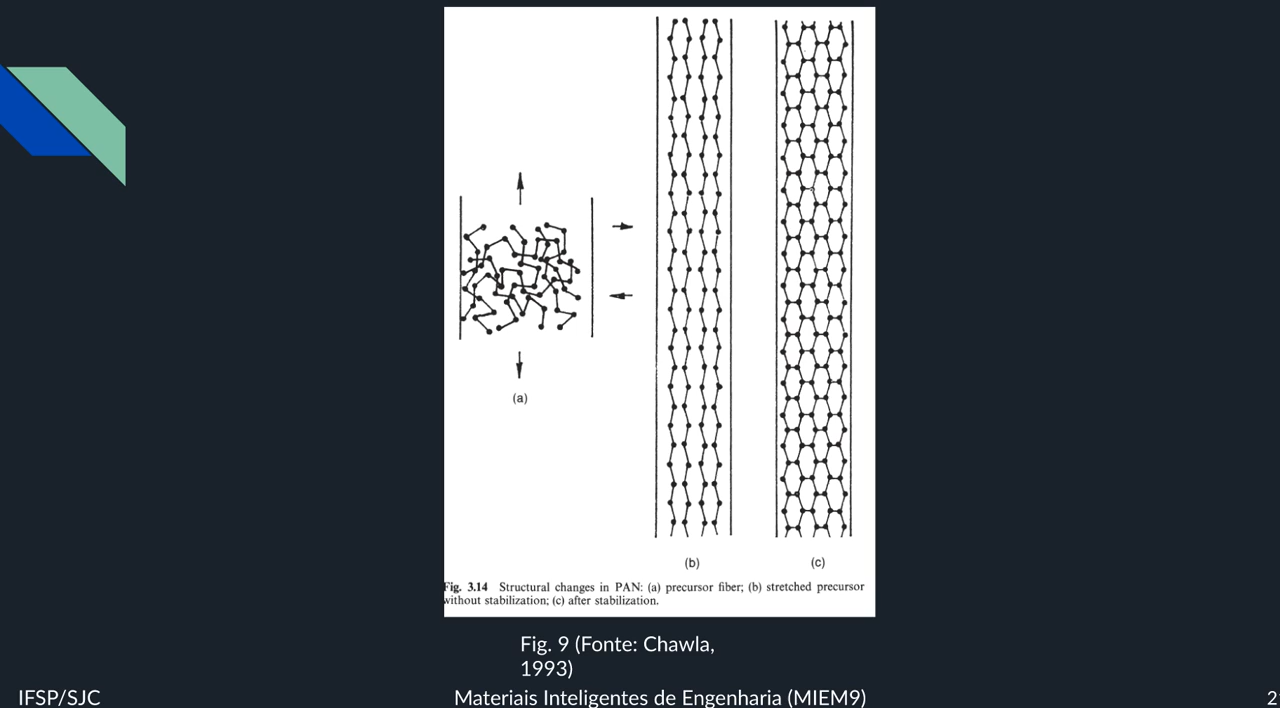 (a)
(b)
(c)
Fig. 3.14 Structural changes in PAN: (a) precursor fiber; (b) stretched precursor
without stabilization; (c) after stabilization.
Fig. 9 (Fonte: Chawla,
1993)
IFSP/SJC
Materiais Inteligentes de Engenharia (MIEM9)